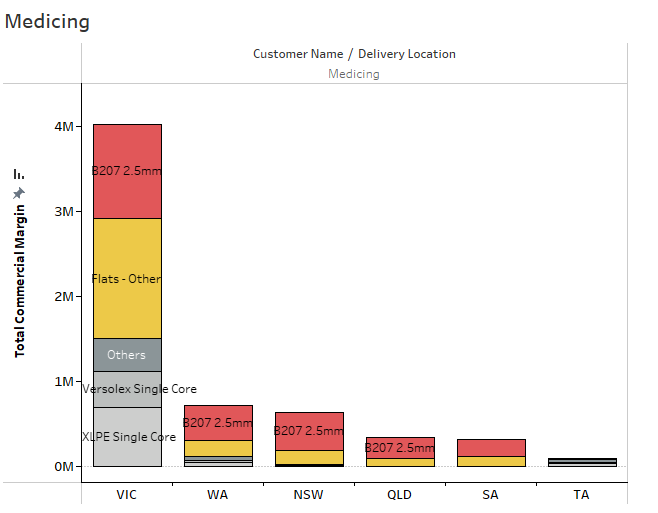 Medicing
Customer Name / Delivery Location
Medicing
Total Commercial Margin
4M
3M
2M
1M
0M
B207 2.5mm
Flats - Other
Others
Versolex Single Core
XLPE Single Core
B207 2.5mm
B207 2.5mm
B207 2.5mm
VIC
WA
NSW
QLD
SA
TA